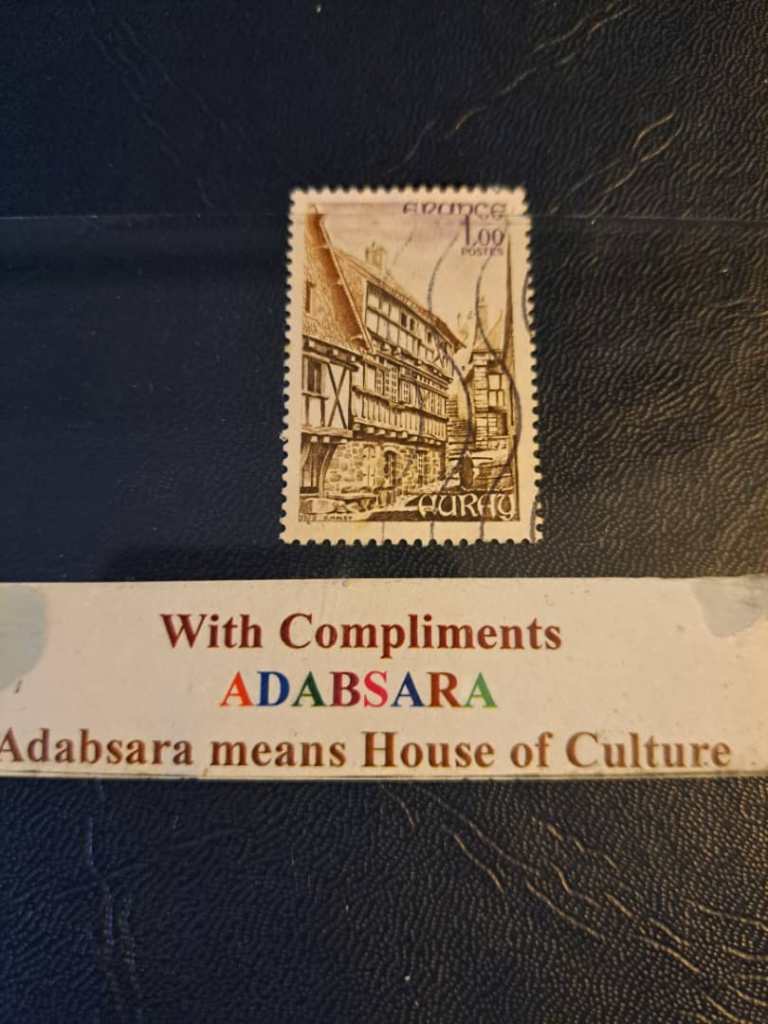 FRANCE
1,00
POSTES
AURAY
With Compliments
ADABSARA
Adabsara means House of Culture